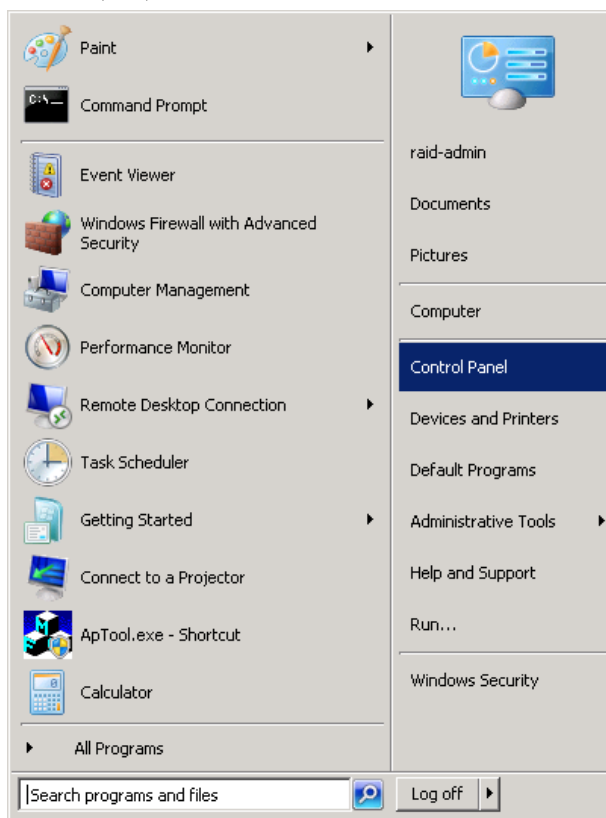 Paint
C:\_
Command Prompt
Event Viewer
Windows Firewall with Advanced
Security
Computer Management
Performance Monitor
Remote Desktop Connection
Task Scheduler
Getting Started
Connect to a Projector
ApTool.exe - Shortcut
Calculator
All Programs
Search programs and files
raid-admin
Documents
Pictures
Computer
Control Panel
Devices and Printers
Default Programs
Administrative Tools
Help and Support
Run...
Windows Security
Log off